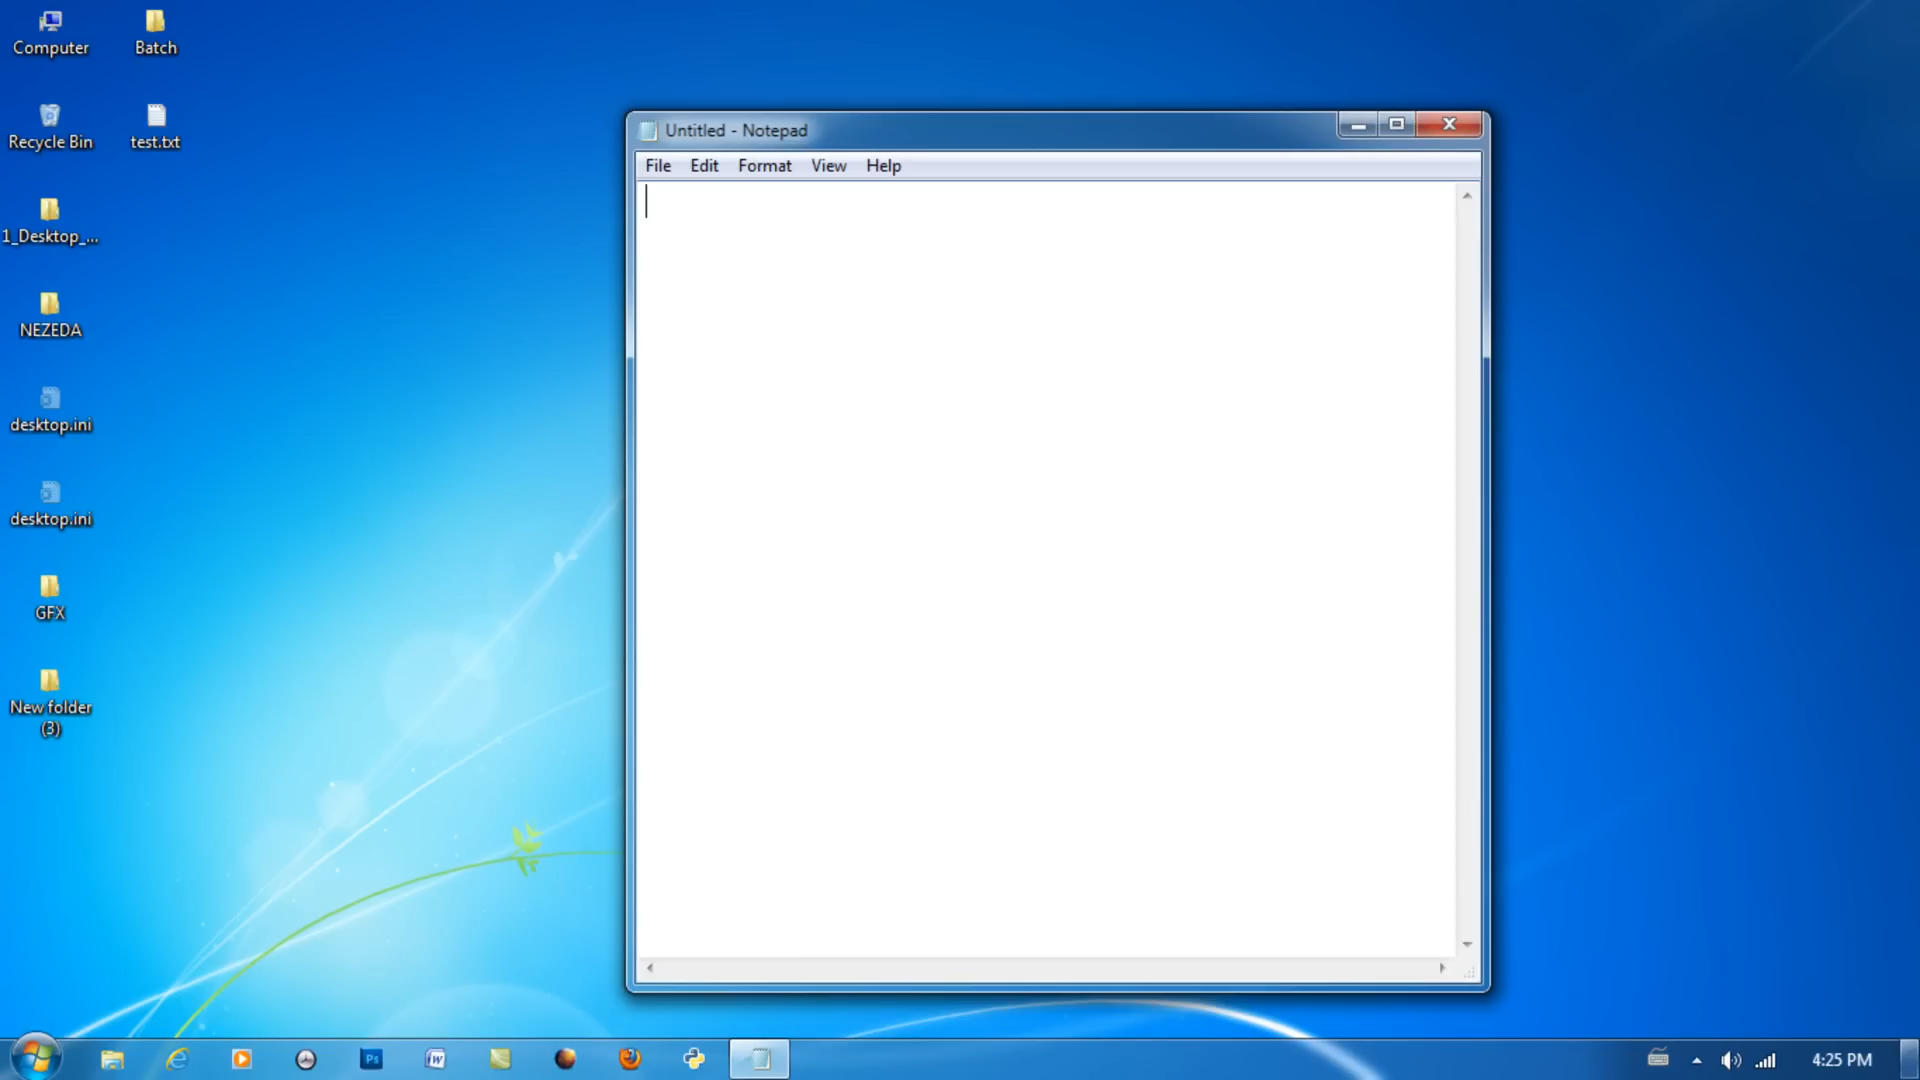 Computer
Batch
Recycle Bin
test.txt
1_Desktop_...
NEZEDA
desktop.ini
desktop.ini
GFX
New folder
(3)
Untitled - Notepad
File Edit Format View Help
Ps
W
4:25 PM